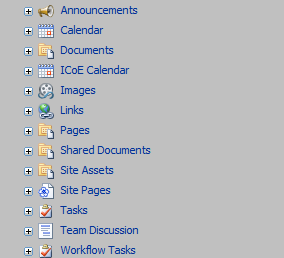 Announcements
Calendar
Documents
ICoE Calendar
Images
Links
Pages
Shared Documents
Site Assets
Site Pages
Tasks
Team Discussion
Workflow Tasks